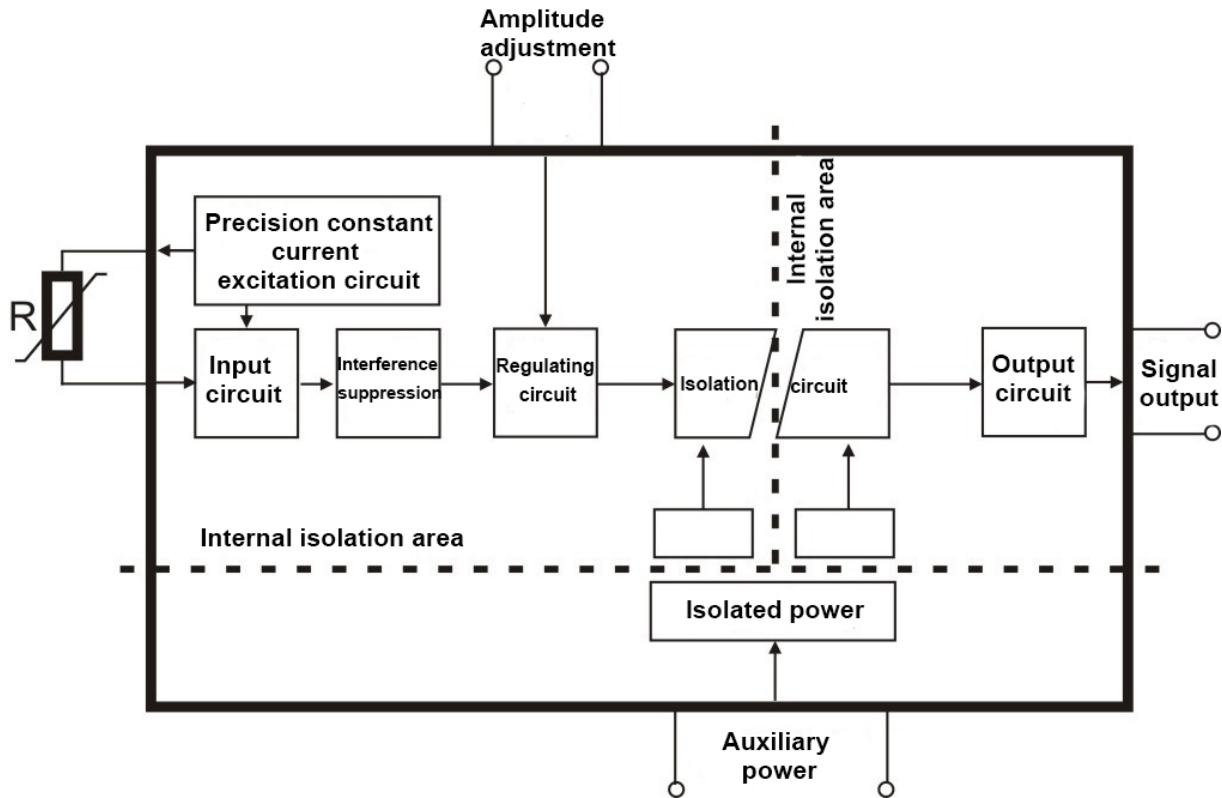 Amplitude
adjustment
Internal
isolation area
Precision constant
current
excitation circuit
R
Input
circuit
Interference
suppression
Regulating
circuit
Isolation
circuit
Output
circuit
Signal
output
Internal isolation area
Isolated power
Auxiliary
power